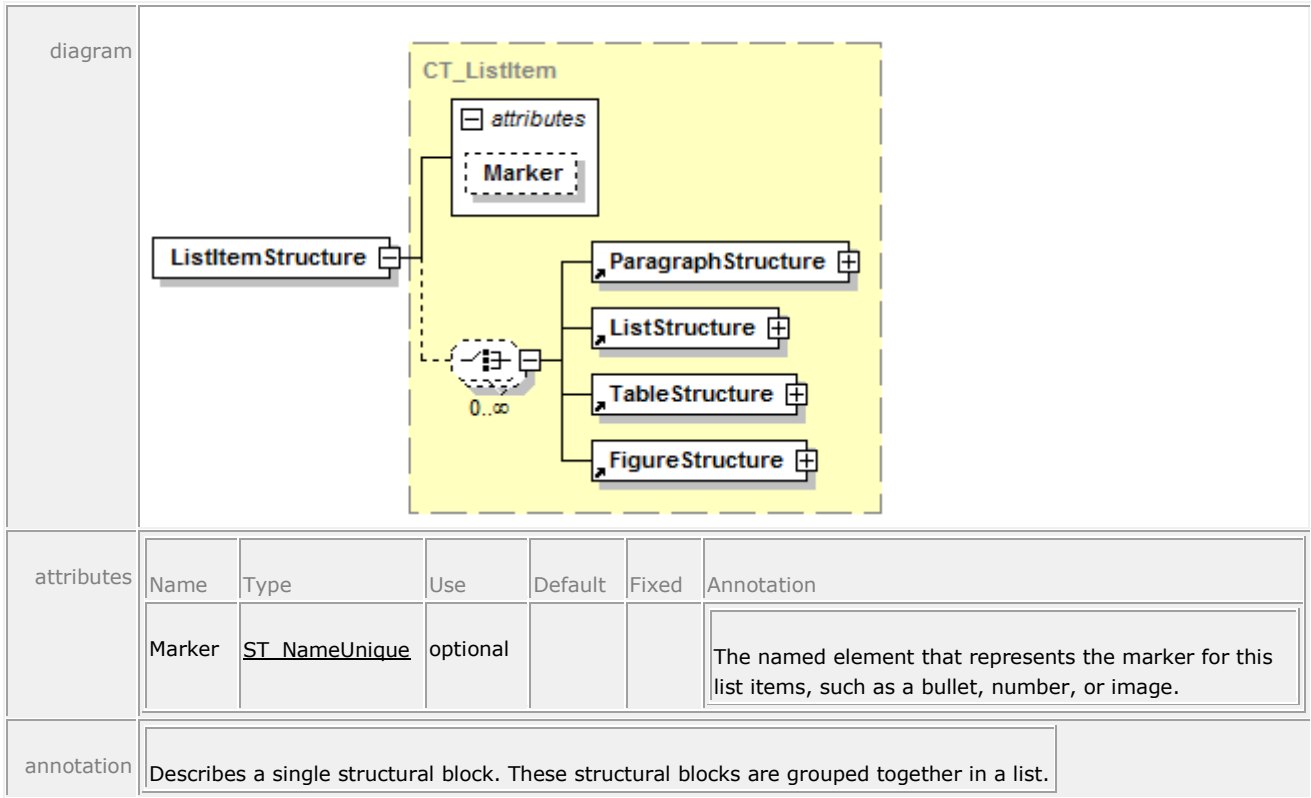 diagram
CT_ListItem
attributes
Marker
ListItemStructure
ParagraphStructure
ListStructure
TableStructure
FigureStructure
0..∞
attributes
Name Type Use Default Fixed Annotation
Marker ST_NameUnique optional
The named element that represents the marker for this
list items, such as a bullet, number, or image.
annotation
Describes a single structural block. These structural blocks are grouped together in a list.